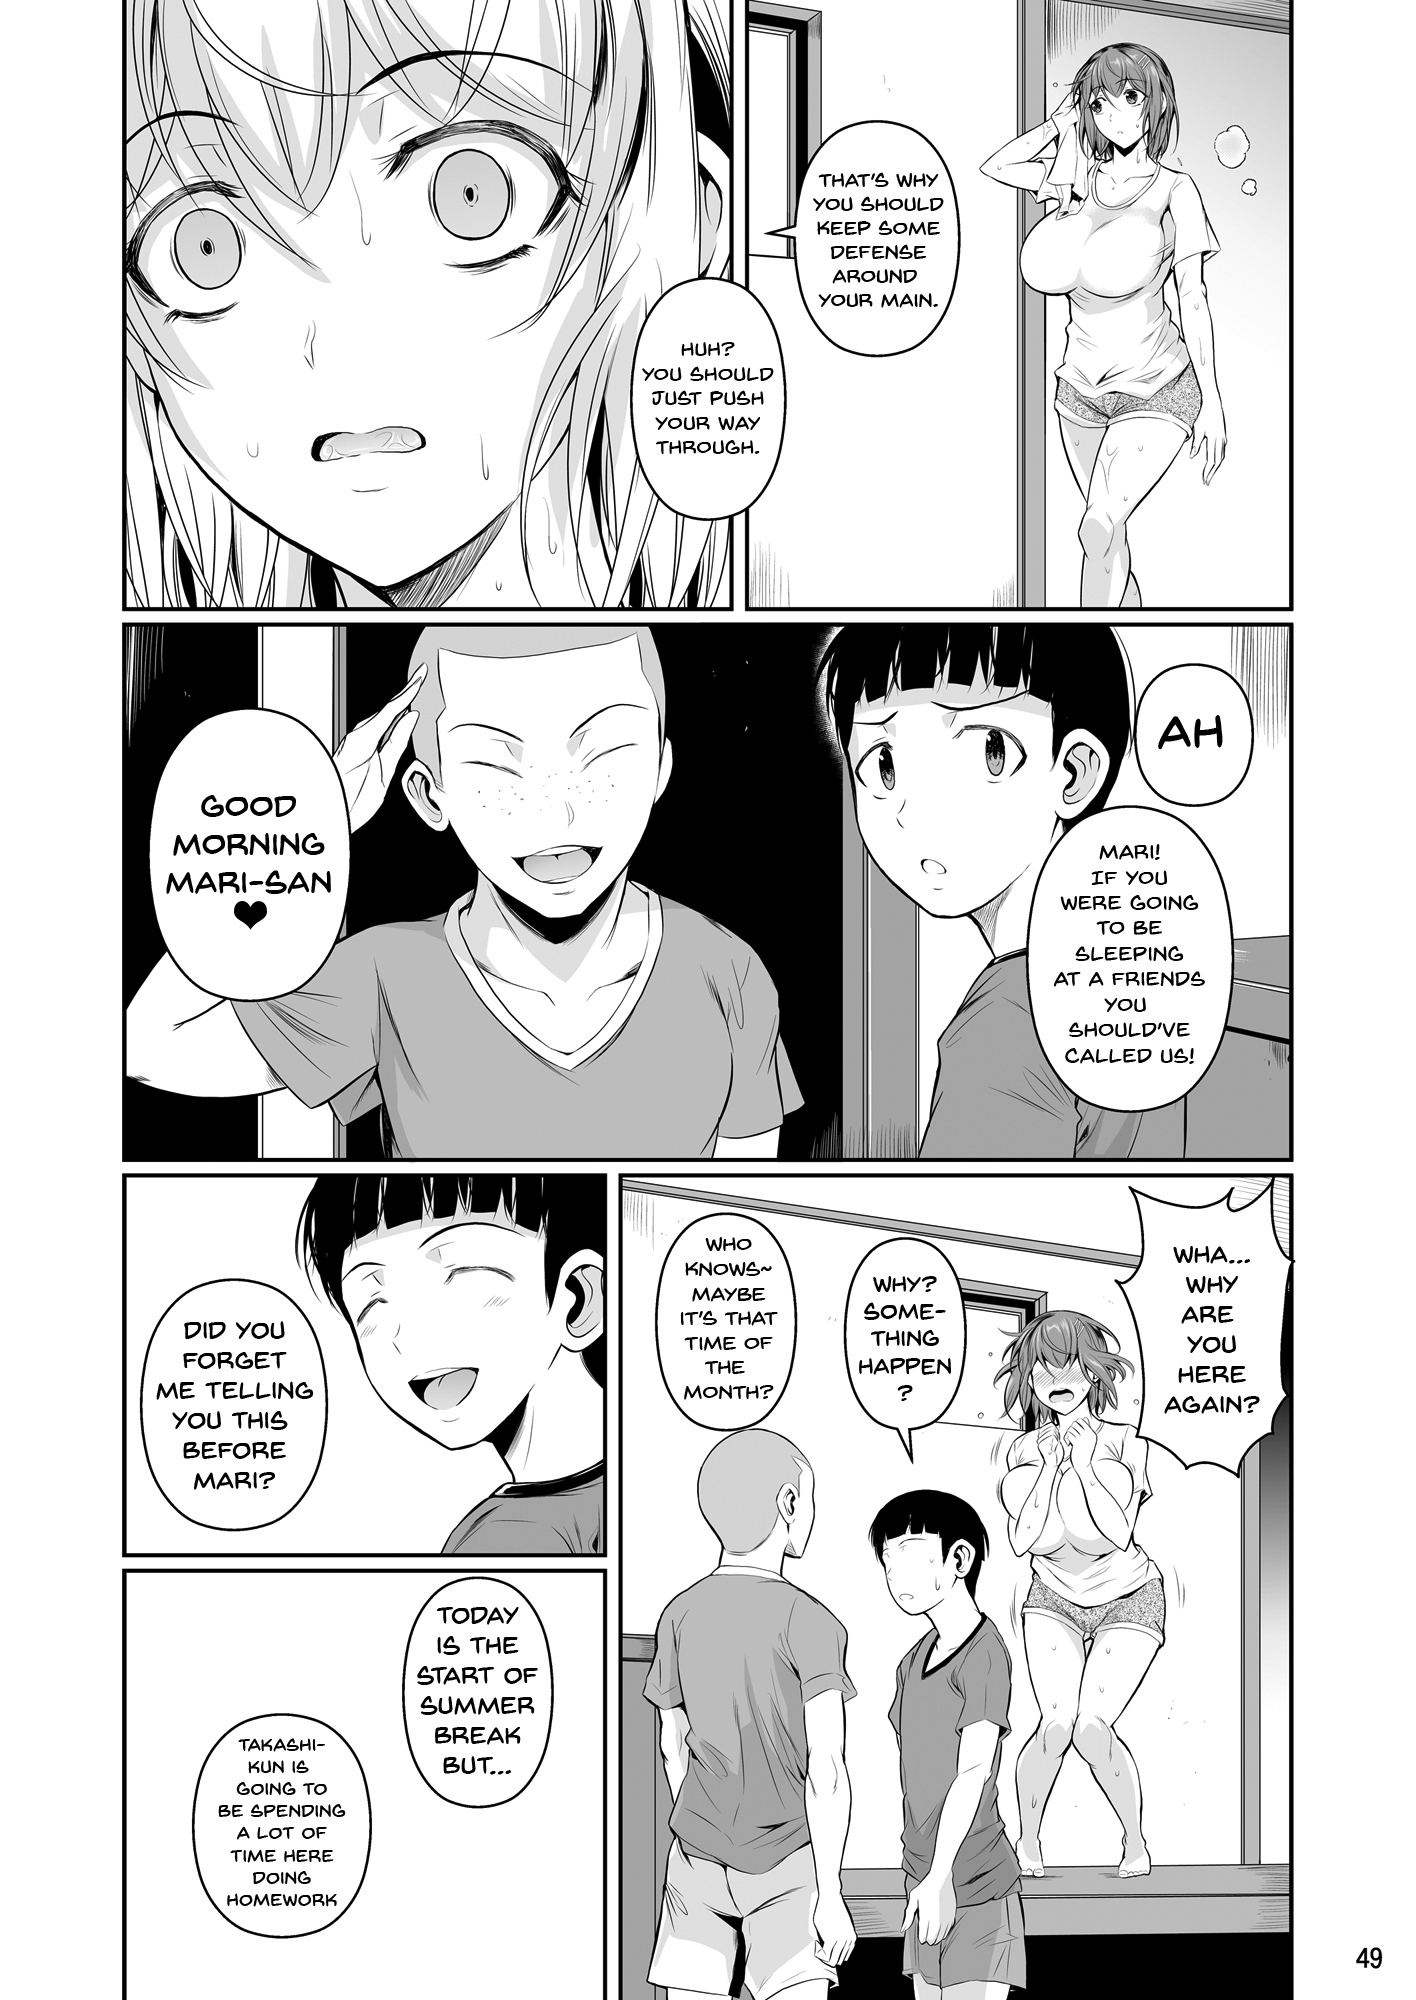 THAT'S WHY
YOU SHOULD
KEEP SOME
DEFENSE
AROUND
YOUR MAIN.
HUH?
YOU SHOULD
JUST PUSH
YOUR WAY
THROUGH.
AH
MARI!
IF YOU
WERE GOING
TO BE
SLEEPING
AT A FRIENDS
YOU
SHOULD'VE
CALLED US!
GOOD
MORNING
MARI-SAN
❤
WHA...
WHY
ARE
YOU
HERE
AGAIN?
WHY?
SOME-
THING
HAPPEN
?
WHO
KNOWS~
MAYBE
IT'S THAT
TIME OF
THE
MONTH?
DID YOU
FORGET
ME TELLING
YOU THIS
BEFORE
MARI?
TODAY
IS THE
START OF
SUMMER
BREAK
BUT...
TAKASHI-
KUN IS
GOING TO
BE SPENDING
A LOT OF
TIME HERE
DOING
HOMEWORK
49